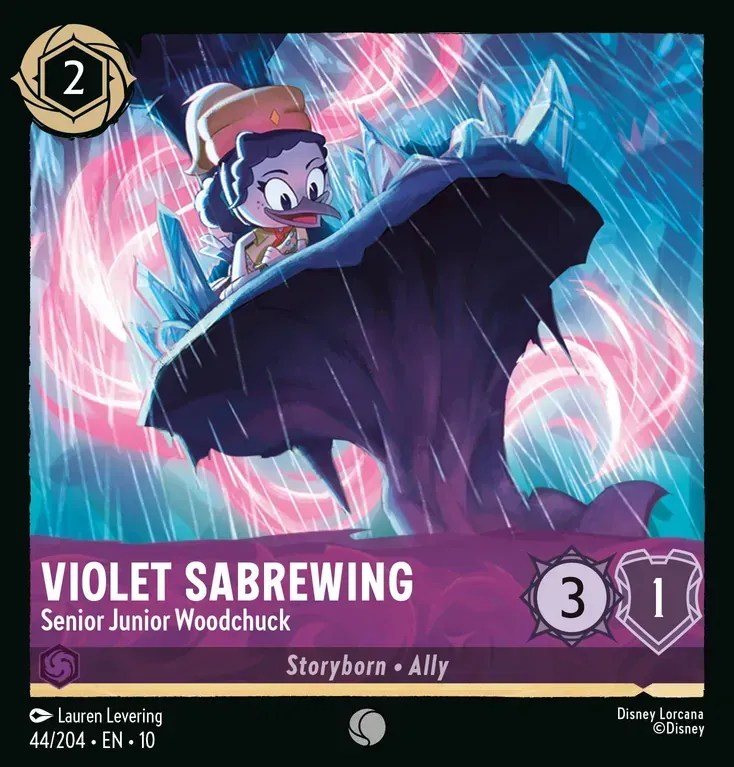 2
VIOLET SABREWING
Senior Junior Woodchuck
3
1
Storyborn • Ally
Lauren Levering
44/204 • EN • 10
Disney Lorcana
©Disney